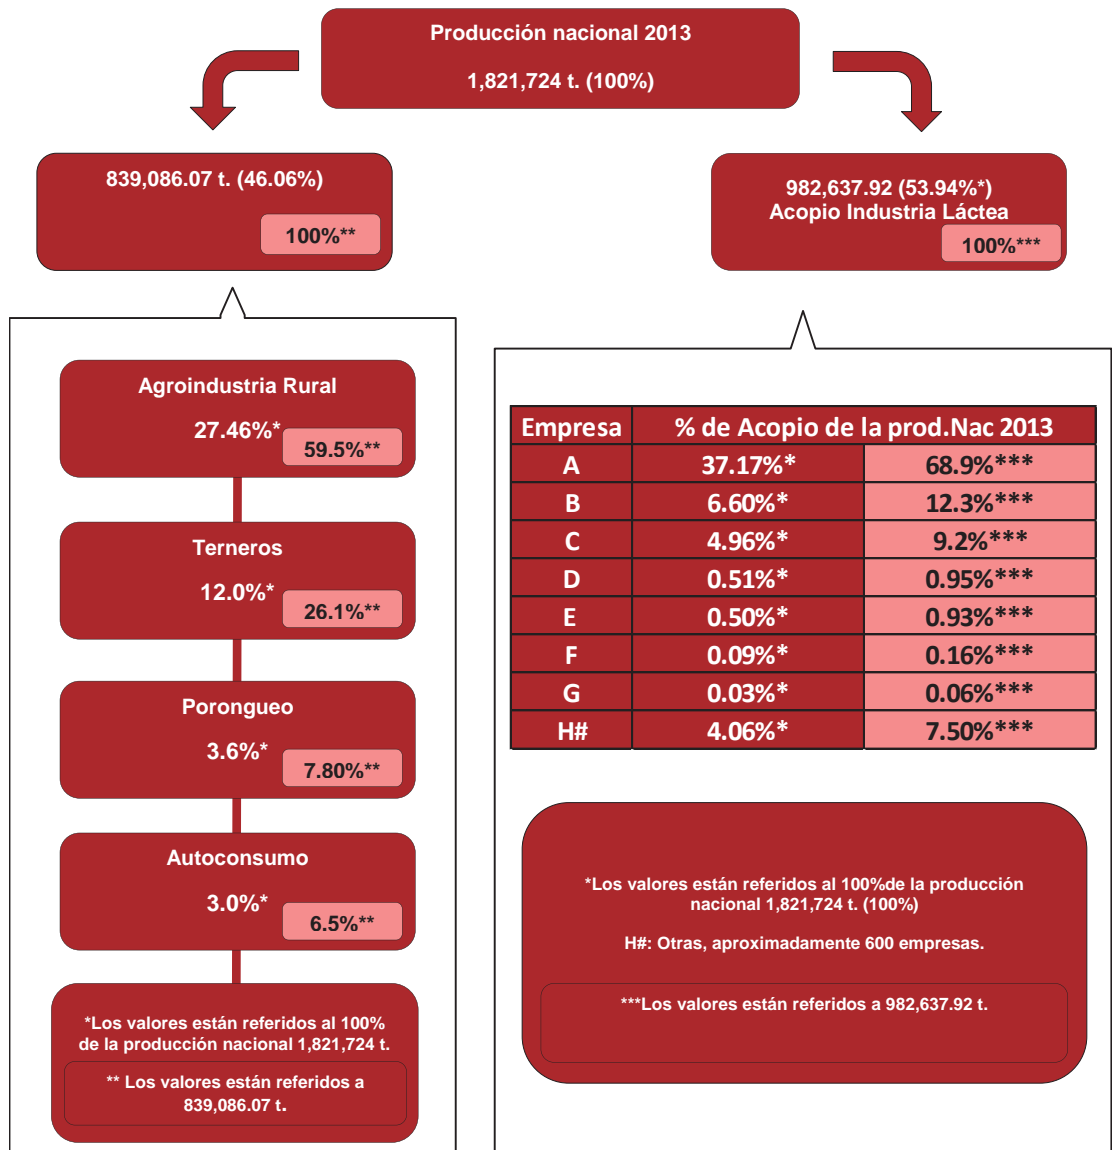 Producción nacional 2013
1,821,724 t. (100%)
839,086.07 t. (46.06%)
100%**
982,637.92 (53.94%*)
Acopio Industria Láctea
100%***
Agroindustria Rural
27.46%*
59.5%**
Terneros
12.0%*
26.1%**
Porongueo
3.6%*
7.80%**
Autoconsumo
3.0%*
6.5%**
*Los valores están referidos al 100%
de la producción nacional 1,821,724 t.
** Los valores están referidos a
839,086.07 t.
Empresa % de Acopio de la prod.Nac 2013
A 37.17%* 68.9%***
B 6.60%* 12.3%***
C 4.96%* 9.2%***
D 0.51%* 0.95%***
E 0.50%* 0.93%***
F 0.09%* 0.16%***
G 0.03%* 0.06%***
H# 4.06%* 7.50%***
*Los valores están referidos al 100%de la producción
nacional 1,821,724 t. (100%)
H#: Otras, aproximadamente 600 empresas.
***Los valores están referidos a 982,637.92 t.